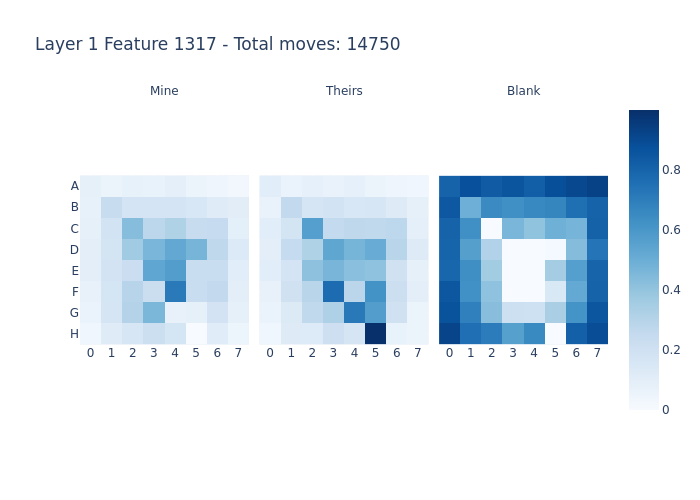 Layer 1 Feature 1317 - Total moves: 14750
Mine Theirs Blank
A
B
C
D
E
F
G
H
0 1 2 3 4 5 6 7 0 1 2 3 4 5 6 7 0 1 2 3 4 5 6 7
0.8
0.6
0.4
0.2
0